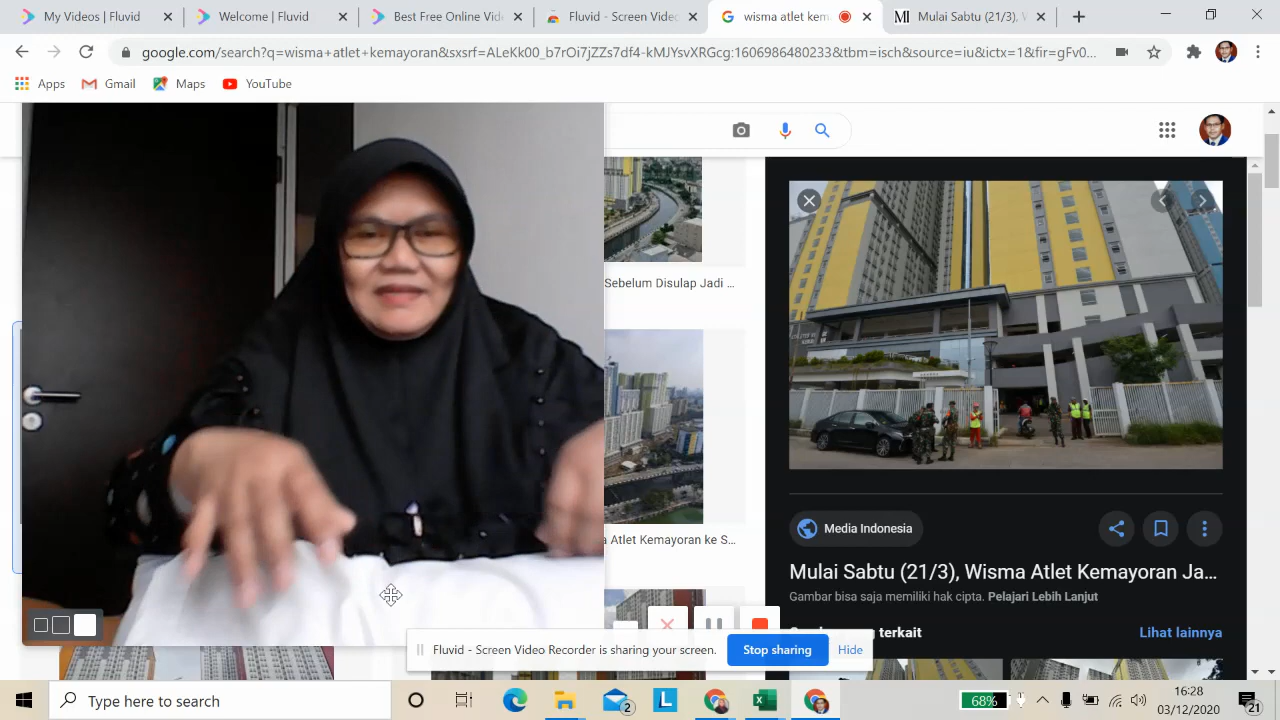 My Videos | Fluvid
Welcome | Fluvid
Best Free Online Vide
Fluvid - Screen Video
wisma atlet kema
Mulai Sabtu (21/3), W
google.com/search?q=wisma+atlet+kemayoran&sxsrf=ALeKk00_b7rOi7jZZs7df4-kMJYsvXRGcg:1606986480233&tbm=isch&source=iu&ictx=1&fir=gFv0...
Apps
Gmail
Maps
YouTube
Sebelum Disulap Jadi ...
Atlet Kemayoran ke S...
Media Indonesia
Mulai Sabtu (21/3), Wisma Atlet Kemayoran Ja...
Gambar bisa saja memiliki hak cipta. Pelajari Lebih Lanjut
terkait
Lihat lainnya
Fluvid - Screen Video Recorder is sharing your screen.
Stop sharing
Hide
Type here to search
2
68%
16:28
03/12/2020
21